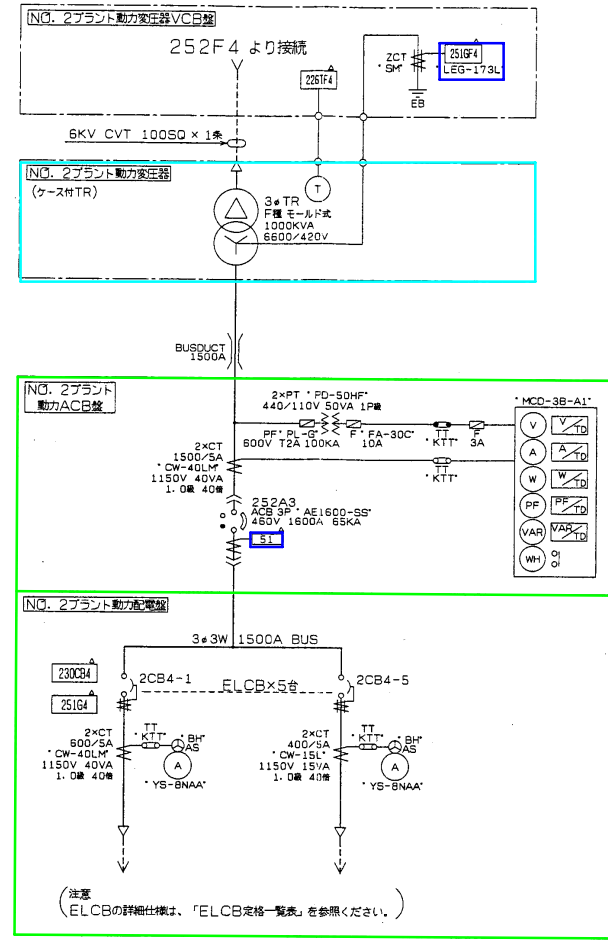 NO. 2プラント動力変圧器VCB盤
252F4 より接続
226TF4
ZCT
"SM"
251GF4
"LEG-173L"
EB
6KV CVT 100SQ × 1条
NO. 2プラント動力変圧器
(ケース付TR)
T
3φTR
F種 モールド式
1000KVA
6600/420V
BUSDUCT
1500A
NO. 2プラント
動力ACB盤
2×PT "PD-50HF"
440/110V 50VA 1P級
PF "PL-G"
600V T2A 100KA
F "FA-30C"
10A
TT
"KTT"
F
3A
"MCD-3B-A1"
V V/TD
A A/TD
W W/TD
PF PF/TD
VAR VAR/TD
WH
2×CT
1500/5A
"CW-40LM"
1150V 40VA
1. 0級 40倍
TT
"KTT"
252A3
ACB 3P "AE1600-SS"
460V 1600A 65KA
51
NO. 2プラント動力配電盤
3φ3W 1500A BUS
230CB4
251G4
2CB4-1
ELCB×5台
2CB4-5
2×CT
600/5A
"CW-40LM"
1150V 40VA
1. 0級 40倍
TT
"KTT"
"BH"
AS
A
"YS-8NAA"
2×CT
400/5A
"CW-15L"
1150V 15VA
1. 0級 40倍
TT
"KTT"
"BH"
AS
A
"YS-8NAA"
注意
ELCBの詳細仕様は、「ELCB定格一覧表」を参照ください。